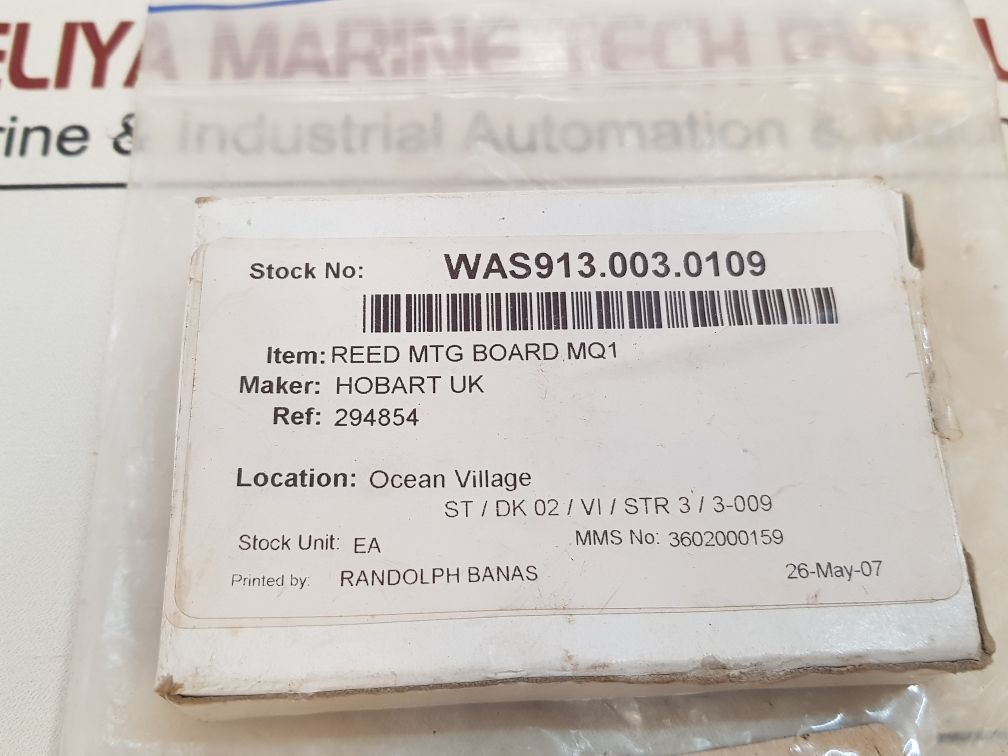 ELIYA MARINE TECH PVT
rine & Industrial Automation &
Stock No: WAS913.003.0109
Item: REED MTG BOARD MQ1
Maker: HOBART UK
Ref: 294854
Location: Ocean Village
ST / DK 02 / VI / STR 3 / 3-009
Stock Unit: EA MMS No: 3602000159
Printed by: RANDOLPH BANAS 26-May-07